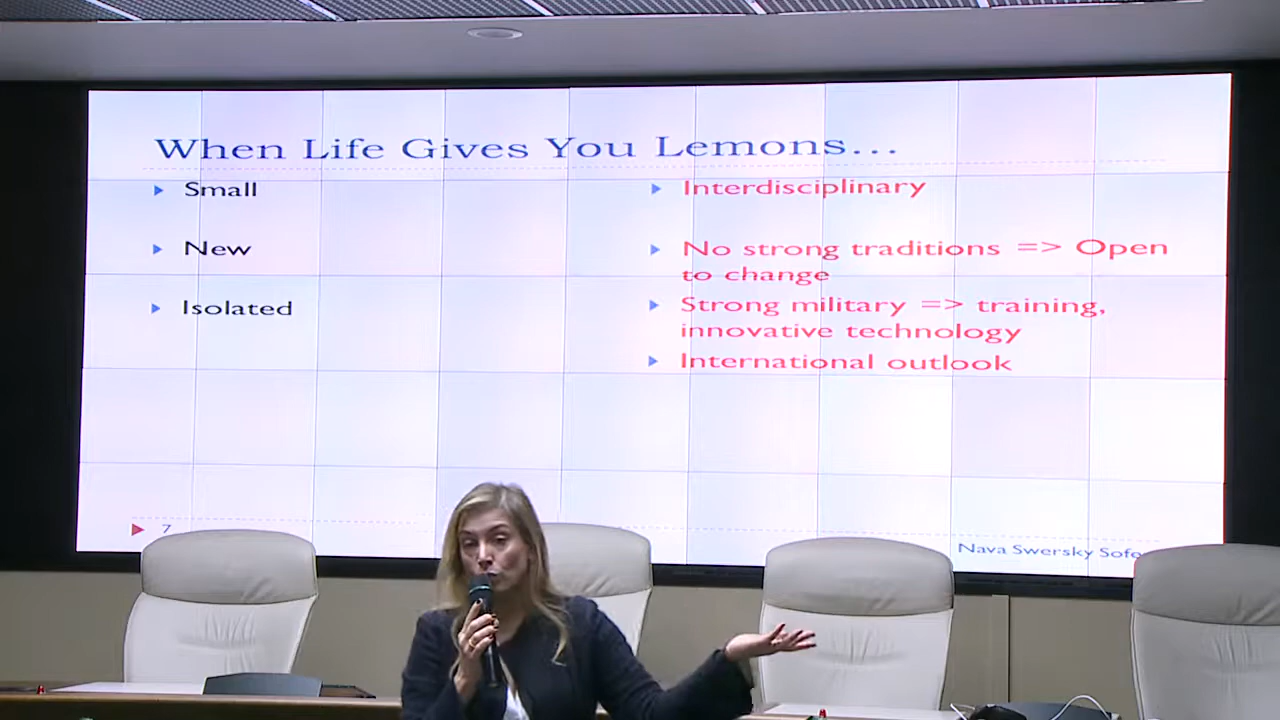 When Life Gives You Lemons...
Small
New
Isolated
Interdisciplinary
No strong traditions => Open
to change
Strong military => training,
innovative technology
International outlook
7
Nava Swersky